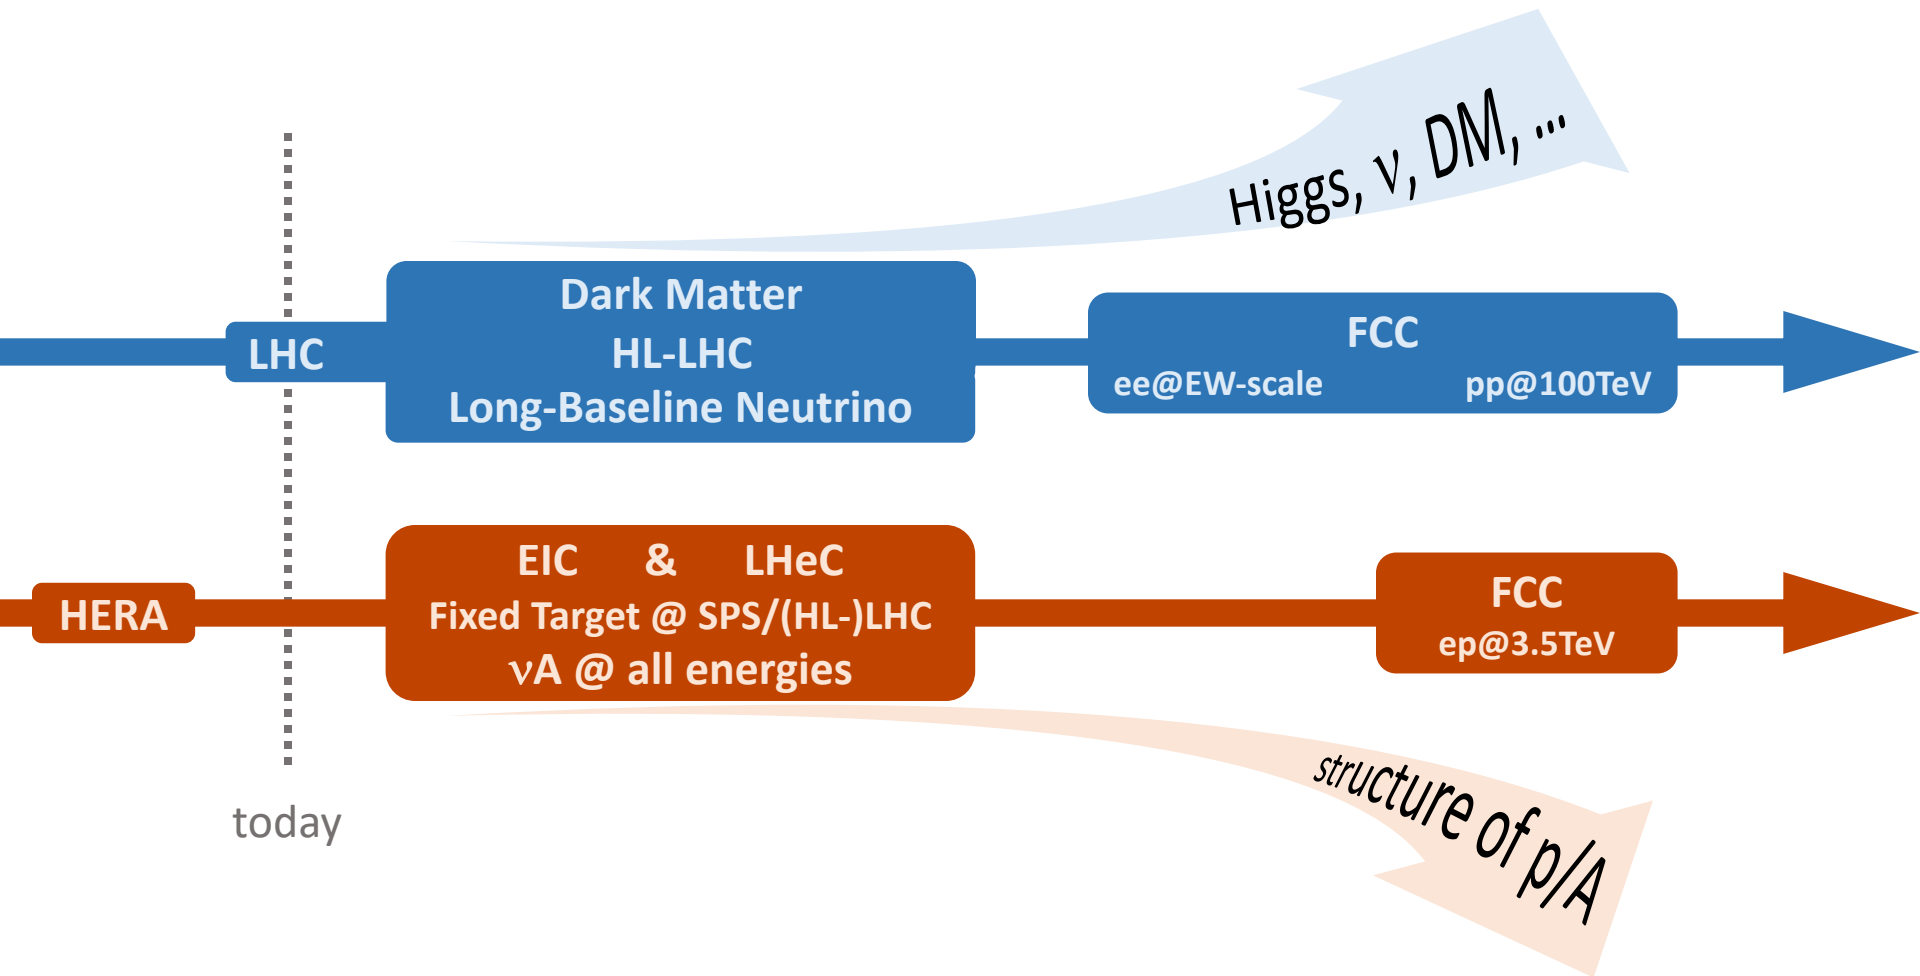 Higgs, ν, DM, ...
Dark Matter
LHC
HL-LHC
Long-Baseline Neutrino
FCC
ee@EW-scale
pp@100TeV
HERA
EIC & LHeC
Fixed Target @ SPS/(HL-)LHC
νA @ all energies
FCC
ep@3.5TeV
structure of p/A
today